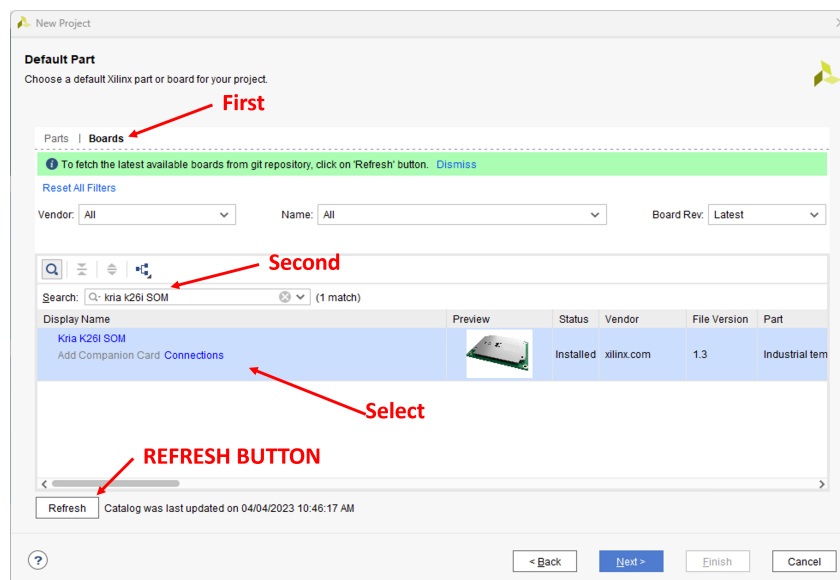 New Project
Default Part
Choose a default Xilinx part or board for your project.
First
Parts | Boards
To fetch the latest available boards from git repository, click on 'Refresh' button. Dismiss
Reset All Filters
Vendor: All Name: All Board Rev: Latest
Second
Search: kria k26i SOM (1 match)
Display Name Preview Status Vendor File Version Part
Kria K26I SOM
Add Companion Card Connections Installed xilinx.com 1.3 Industrial tem
Select
REFRESH BUTTON
Refresh Catalog was last updated on 04/04/2023 10:46:17 AM
? < Back Next > Finish Cancel